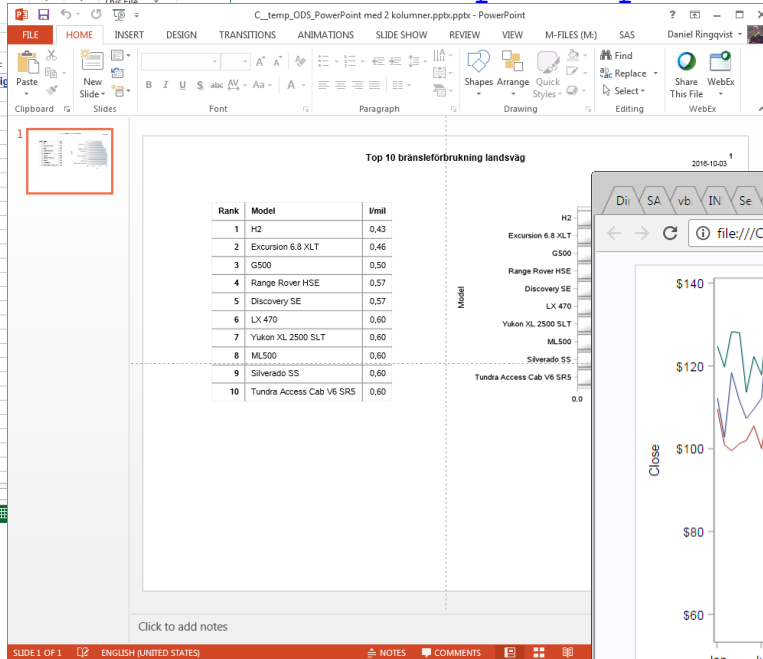 This File
C__temp_ODS_PowerPoint med 2 kolumner.pptx.pptx - PowerPoint
FILE HOME INSERT DESIGN TRANSITIONS ANIMATIONS SLIDE SHOW REVIEW VIEW M-FILES (M:) SAS Daniel Ringqvist
Paste
New
Slide
B I U S abc AV Aa A
Shapes Arrange Quick
Styles
Find
Replace
Select
Share WebEx
This File
Clipboard Slides Font Paragraph Drawing Editing WebEx
1
Top 10 bränsleförbrukning landsväg
1
2016-10-03
Rank Model l/mil
1 H2 0,43
2 Excursion 6.8 XLT 0,46
3 G500 0,50
4 Range Rover HSE 0,57
5 Discovery SE 0,57
6 LX 470 0,60
7 Yukon XL 2500 SLT 0,60
8 ML500 0,60
9 Silverado SS 0,60
10 Tundra Access Cab V6 SR5 0,60
Model
H2
Excursion 6.8 XLT
G500
Range Rover HSE
Discovery SE
LX 470
Yukon XL 2500 SLT
ML500
Silverado SS
Tundra Access Cab V6 SR5
0.0
Dir SA vb. IN Se
file:///C
$140
$120
$100
$80
$60
Close
Click to add notes
SLIDE 1 OF 1 ENGLISH (UNITED STATES) NOTES COMMENTS